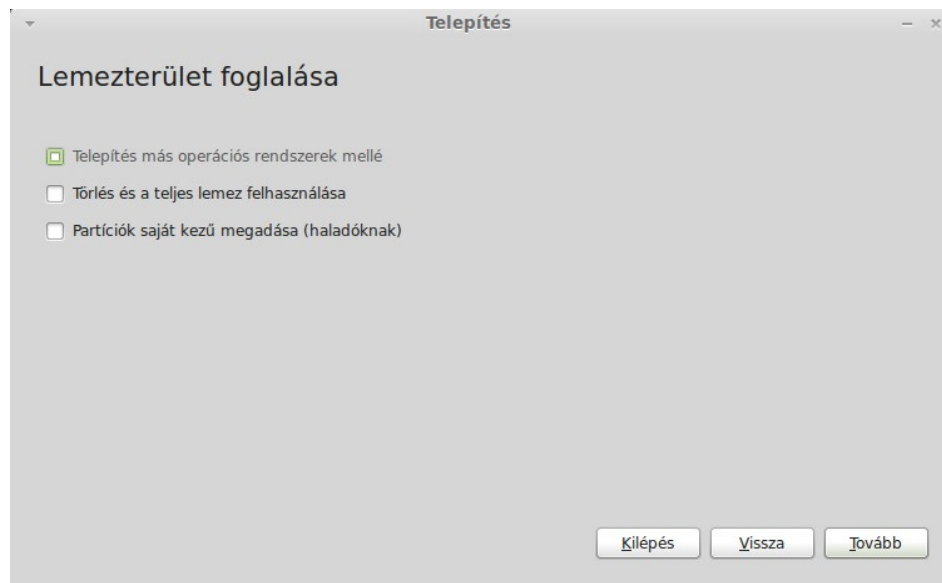 Telepítés
Lemezterület foglalása
Telepítés más operációs rendszerek mellé
Törlés és a teljes lemez felhasználása
Partíciók saját kezű megadása (haladóknak)
Kilépés Vissza Tovább